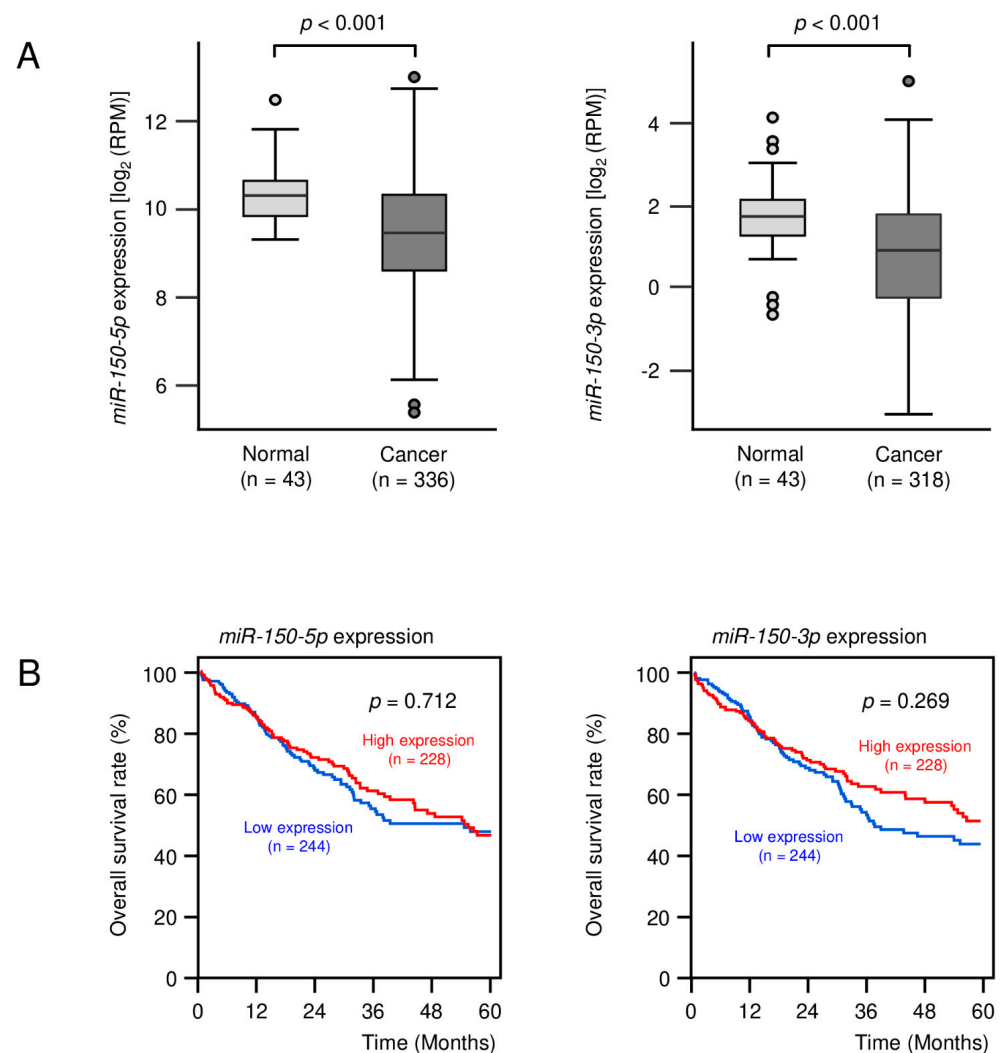 A
p < 0.001
miR-150-5p expression [log2 (RPM)]
12
10
8
6
Normal
(n = 43)
Cancer
(n = 336)
p < 0.001
miR-150-3p expression [log2 (RPM)]
4
2
0
-2
Normal
(n = 43)
Cancer
(n = 318)
B
miR-150-5p expression
Overall survival rate (%)
100
80
60
40
20
0
p = 0.712
High expression
(n = 228)
Low expression
(n = 244)
0 12 24 36 48 60
Time (Months)
miR-150-3p expression
Overall survival rate (%)
100
80
60
40
20
0
p = 0.269
High expression
(n = 228)
Low expression
(n = 244)
0 12 24 36 48 60
Time (Months)